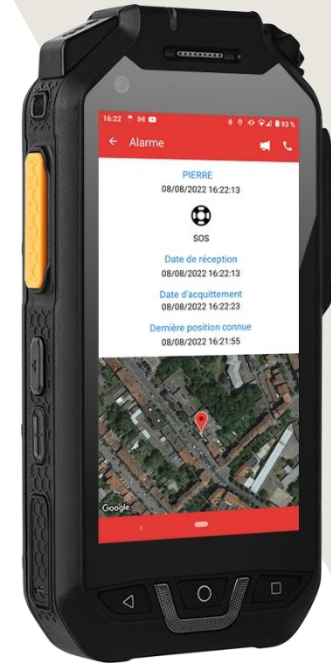 16:22
93 %
Alarme
PIERRE
08/08/2022 16:22:13
SOS
Date de réception
08/08/2022 16:22:13
Date d'acquittement
08/08/2022 16:22:23
Dernière position connue
08/08/2022 16:21:55
Google